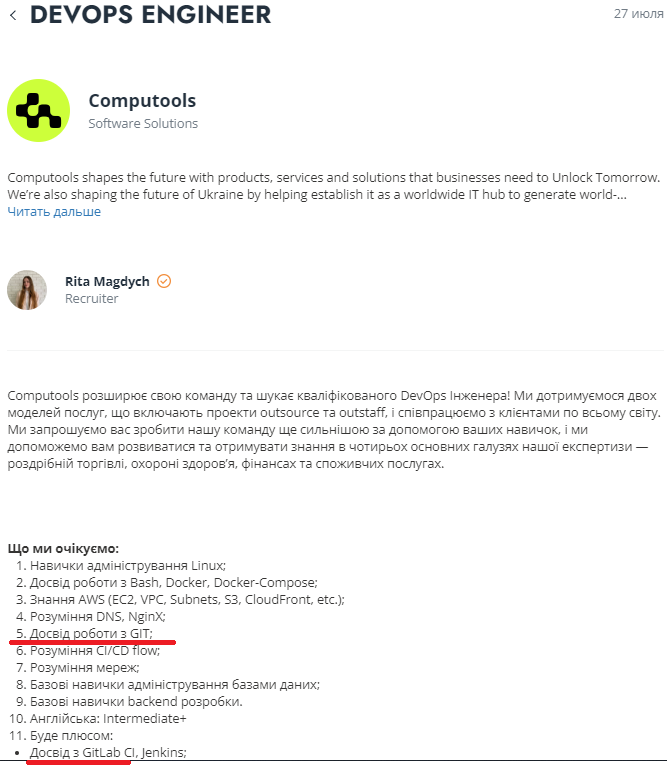 DEVOPS ENGINEER
27 июля
Computools
Software Solutions
Computools shapes the future with products, services and solutions that businesses need to Unlock Tomorrow.
We’re also shaping the future of Ukraine by helping establish it as a worldwide IT hub to generate world-...
Читать дальше
Rita Magdych
Recruiter
Computools розширює свою команду та шукає кваліфікованого DevOps Інженера! Ми дотримуємося двох
моделей послуг, що включають проекти outsource та outstaff, і співпрацюємо з клієнтами по всьому світу.
Ми запрошуємо вас зробити нашу команду ще сильнішою за допомогою ваших навичок, і ми
допоможемо вам розвиватися та отримувати знання в чотирьох основних галузях нашої експертизи —
роздрібній торгівлі, охороні здоров’я, фінансах та споживчих послугах.
Що ми очікуємо:
1. Навички адміністрування Linux;
2. Досвід роботи з Bash, Docker, Docker-Compose;
3. Знання AWS (EC2, VPC, Subnets, S3, CloudFront, etc.);
4. Розуміння DNS, NginX;
5. Досвід роботи з GIT;
6. Розуміння CI/CD flow;
7. Розуміння мереж;
8. Базові навички адміністрування базами даних;
9. Базові навички backend розробки.
10. Англійська: Intermediate+
11. Буде плюсом:
• Досвід з GitLab CI, Jenkins;